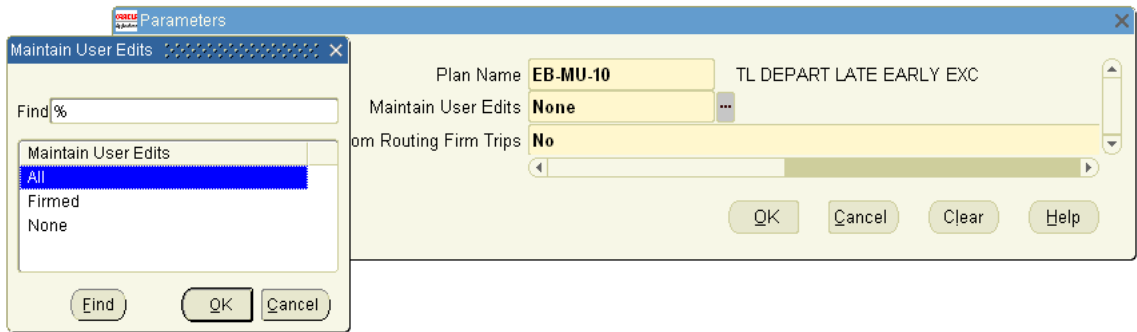 ORACLE
Parameters
Maintain User Edits
Find %
Maintain User Edits
All
Firmed
None
Find OK Cancel
Plan Name EB-MU-10 TL DEPART LATE EARLY EXC
Maintain User Edits None ...
om Routing Firm Trips No
OK Cancel Clear Help